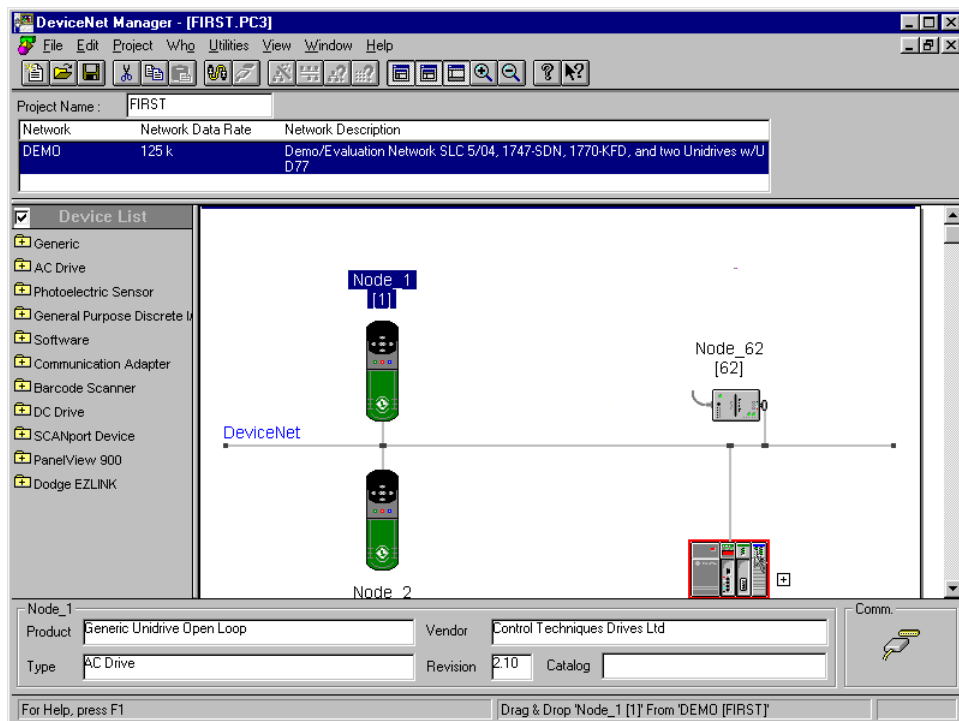 DeviceNet Manager - [FIRST.PC3]
File Edit Project Who Utilities View Window Help
Project Name : FIRST
Network Network Data Rate Network Description
DEMO 125 k Demo/Evaluation Network SLC 5/04, 1747-SDN, 1770-KFD, and two Unidrives w/U
D77
Device List
Generic
AC Drive
Photoelectric Sensor
General Purpose Discrete I/
Software
Communication Adapter
Barcode Scanner
DC Drive
SCANport Device
PanelView 900
Dodge EZLINK
Node_1
[1]
Node_62
[62]
DeviceNet
Node_2
Node_1
Product Generic Unidrive Open Loop Vendor Control Techniques Drives Ltd
Type AC Drive Revision 2.10 Catalog
Comm.
For Help, press F1
Drag & Drop 'Node_1 [1]' From 'DEMO [FIRST]'